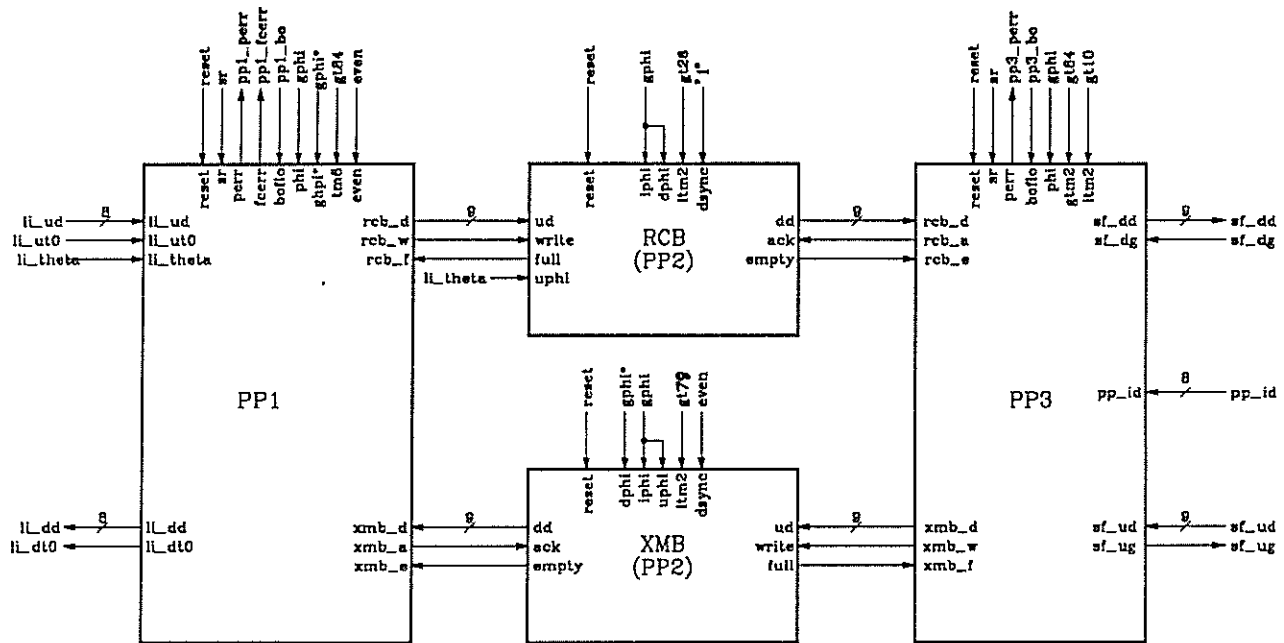 reset
sr
pp1_perr
pp1_fcerr
pp1_bo
gphi
gphi*
gt84
even
reset
gphi
gt28
"1"
reset
sr
pp3_perr
pp3_bo
gphi
gt84
gt10
reset
sr
perr
fcerr
boflo
phi
ghpi*
tm6
even
reset
iphi
dphi
ltm2
dsync
reset
sr
perr
boflo
phi
gtm2
ltm2
li_ud
8
li_ud
li_ut0
li_ut0
li_theta
li_theta
rcb_d
9
ud
rcb_w
write
rcb_f
full
li_theta
uphi
RCB
(PP2)
dd
9
rcb_d
ack
rcb_a
empty
rcb_e
sf_dd
9
sf_dd
sf_dg
sf_dg
PP1
PP3
pp_id
8
pp_id
reset
gphi*
gphi
gt79
even
reset
dphi
iphi
uphi
ltm2
dsync
li_dd
8
li_dd
li_dt0
li_dt0
xmb_d
9
dd
xmb_a
ack
xmb_e
empty
XMB
(PP2)
ud
9
xmb_d
write
xmb_w
full
xmb_f
sf_ud
9
sf_ud
sf_ug
sf_ug